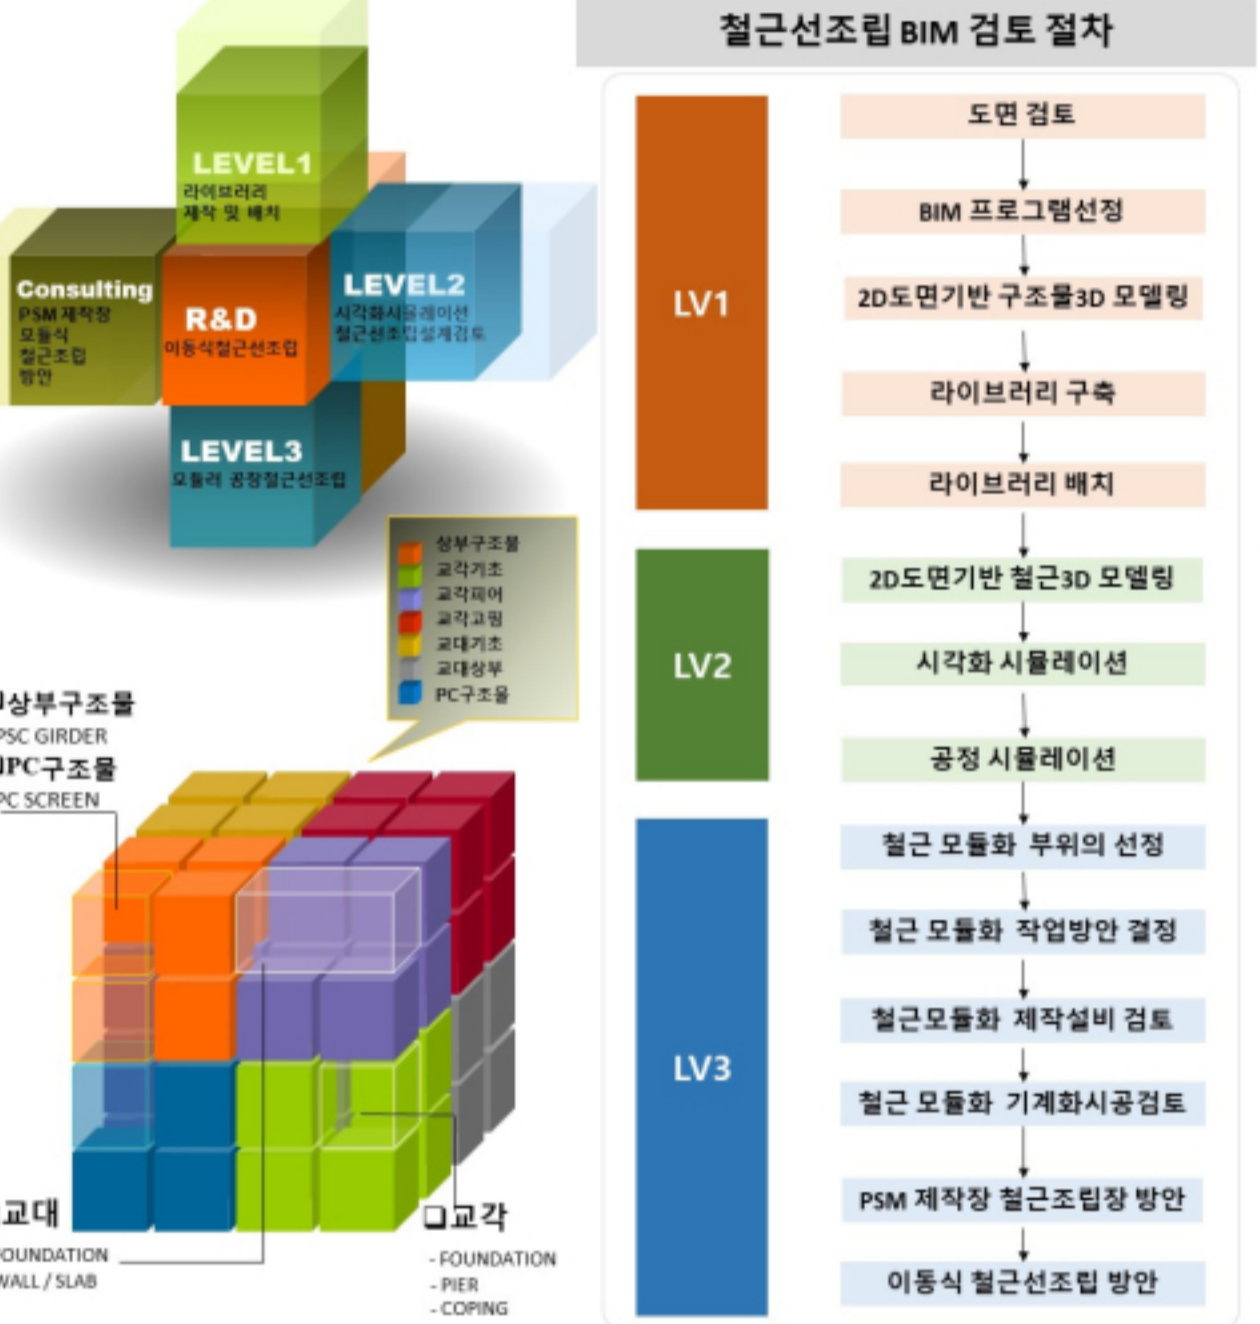 철근선조립 BIM 검토 절차
LEVEL1
라이브러리
제작 및 배치
Consulting
PSM 제작장
모듈식
철근조립
방안
R&D
이동식철근선조립
LEVEL2
시각화시뮬레이션
철근선조립설계검토
LEVEL3
모듈러 공장철근선조립
상부구조물
교각기초
교각피어
교각고핑
교대기초
교대상부
PC구조물
상부구조물
PSC GIRDER
PC구조물
PC SCREEN
교대
FOUNDATION
WALL / SLAB
❑교각
- FOUNDATION
- PIER
- COPING
LV1
도면 검토
BIM 프로그램선정
2D도면기반 구조물3D 모델링
라이브러리 구축
라이브러리 배치
LV2
2D도면기반 철근3D 모델링
시각화 시뮬레이션
공정 시뮬레이션
LV3
철근 모듈화 부위의 선정
철근 모듈화 작업방안 결정
철근모듈화 제작설비 검토
철근 모듈화 기계화시공검토
PSM 제작장 철근조립장 방안
이동식 철근선조립 방안